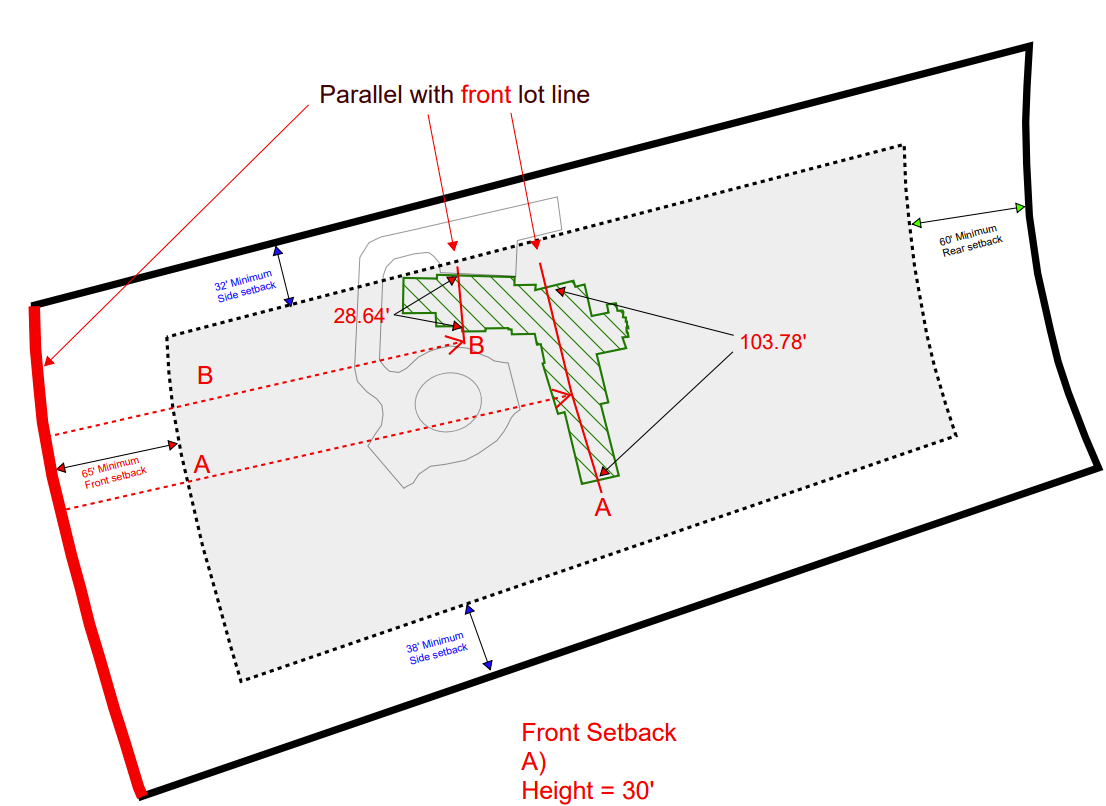 Parallel with front lot line
60' Minimum
Rear setback
32' Minimum
Side setback
28.64'
B
103.78'
B
A
65' Minimum
Front setback
A
38' Minimum
Side setback
Front Setback
A)
Height = 30'